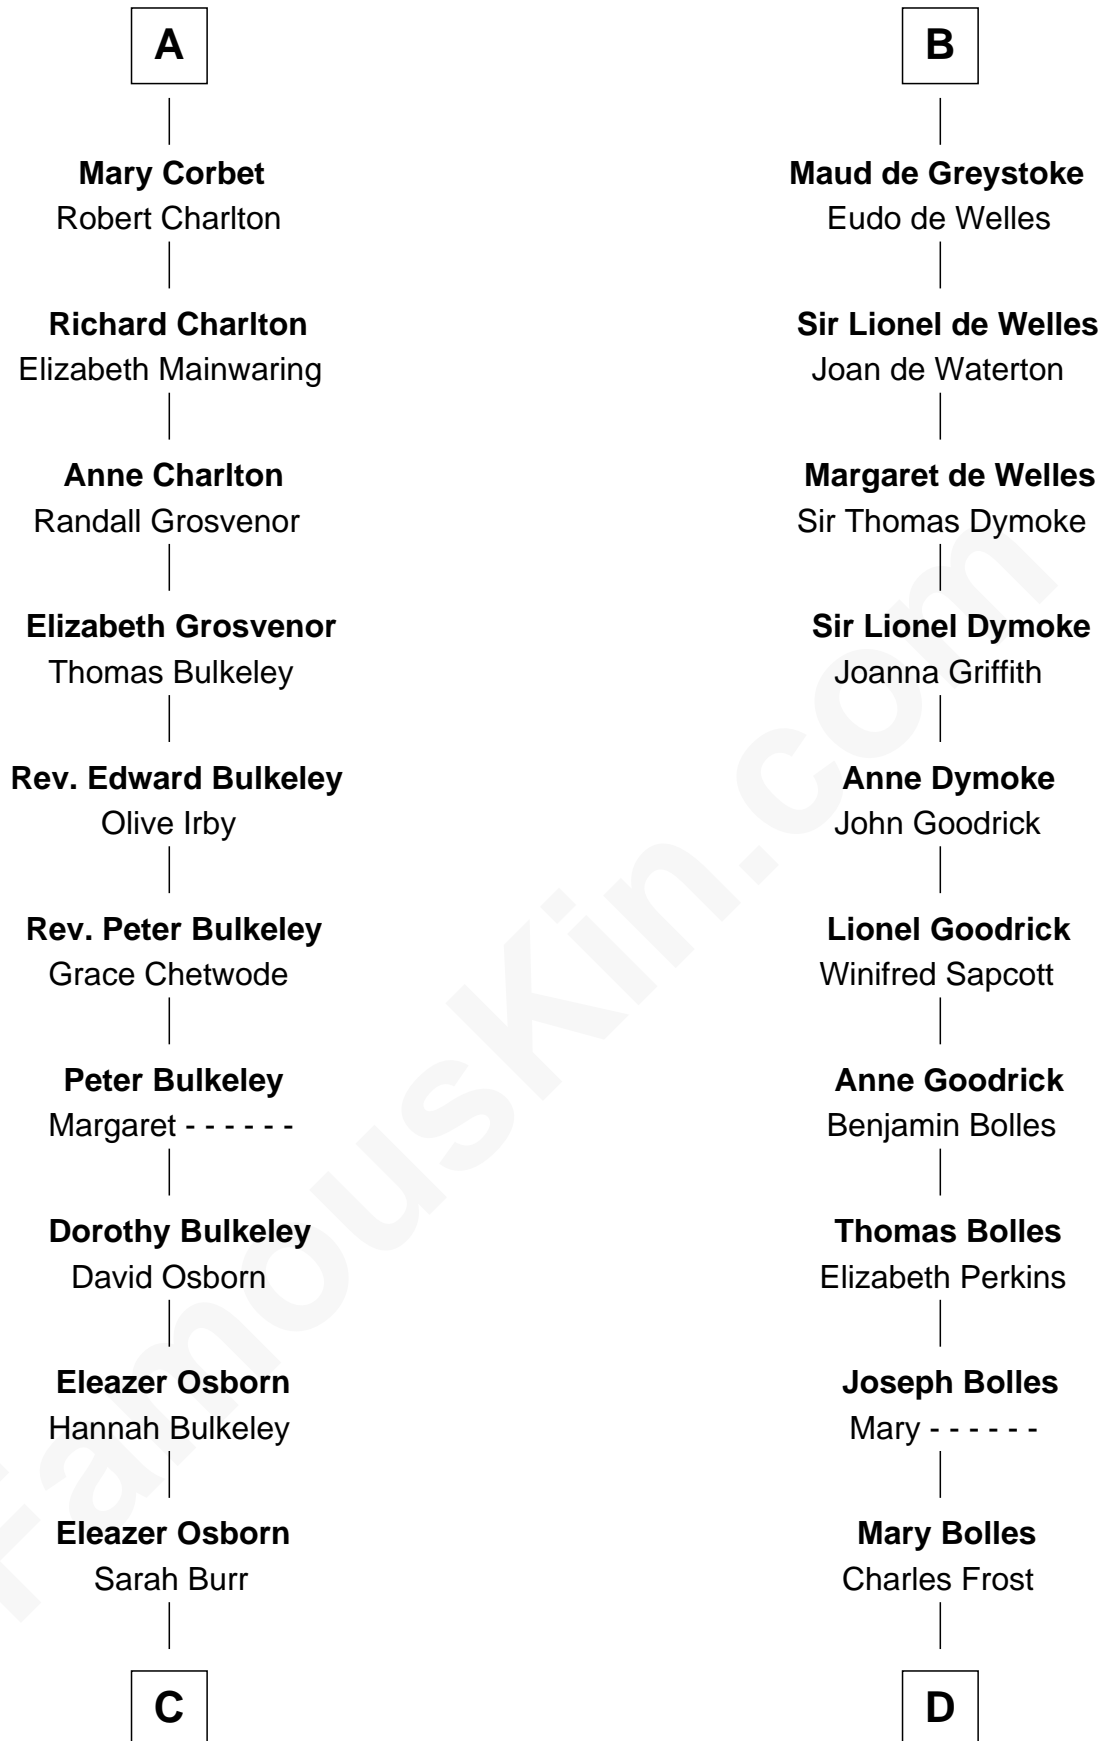 A
Mary Corbet
Robert Charlton
Richard Charlton
Elizabeth Mainwaring
Anne Charlton
Randall Grosvenor
Elizabeth Grosvenor
Thomas Bulkeley
Rev. Edward Bulkeley
Olive Irby
Rev. Peter Bulkeley
Grace Chetwode
Peter Bulkeley
Margaret - - - - - -
Dorothy Bulkeley
David Osborn
Eleazer Osborn
Hannah Bulkeley
Eleazer Osborn
Sarah Burr
C
B
Maud de Greystoke
Eudo de Welles
Sir Lionel de Welles
Joan de Waterton
Margaret de Welles
Sir Thomas Dymoke
Sir Lionel Dymoke
Joanna Griffith
Anne Dymoke
John Goodrick
Lionel Goodrick
Winifred Sapcott
Anne Goodrick
Benjamin Bolles
Thomas Bolles
Elizabeth Perkins
Joseph Bolles
Mary - - - - - -
Mary Bolles
Charles Frost
D
FamousKin.com